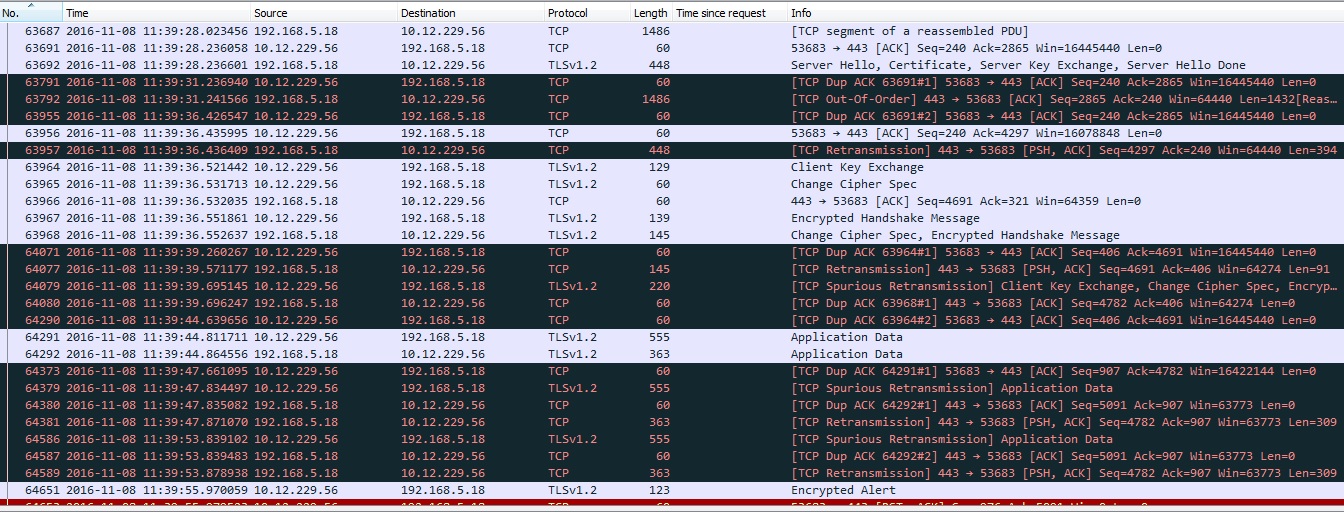 No. Time Source Destination Protocol Length Time since request Info
63687 2016-11-08 11:39:28.023456 192.168.5.18 10.12.229.56 TCP 1486 [TCP segment of a reassembled PDU]
63691 2016-11-08 11:39:28.236058 10.12.229.56 192.168.5.18 TCP 60 53683 → 443 [ACK] Seq=240 Ack=2865 Win=16445440 Len=0
63692 2016-11-08 11:39:28.236601 192.168.5.18 10.12.229.56 TLSv1.2 448 Server Hello, Certificate, Server Key Exchange, Server Hello Done
63791 2016-11-08 11:39:31.236940 10.12.229.56 192.168.5.18 TCP 60 [TCP Dup ACK 63691#1] 53683 → 443 [ACK] Seq=240 Ack=2865 Win=16445440 Len=0
63792 2016-11-08 11:39:31.241566 192.168.5.18 10.12.229.56 TCP 1486 [TCP Out-Of-Order] 443 → 53683 [ACK] Seq=2865 Ack=240 Win=64440 Len=1432[Reas…
63955 2016-11-08 11:39:36.426547 10.12.229.56 192.168.5.18 TCP 60 [TCP Dup ACK 63691#2] 53683 → 443 [ACK] Seq=240 Ack=2865 Win=16445440 Len=0
63956 2016-11-08 11:39:36.435995 10.12.229.56 192.168.5.18 TCP 60 53683 → 443 [ACK] Seq=240 Ack=4297 Win=16078848 Len=0
63957 2016-11-08 11:39:36.436409 192.168.5.18 10.12.229.56 TCP 448 [TCP Retransmission] 443 → 53683 [PSH, ACK] Seq=4297 Ack=240 Win=64440 Len=394
63964 2016-11-08 11:39:36.521442 10.12.229.56 192.168.5.18 TLSv1.2 129 Client Key Exchange
63965 2016-11-08 11:39:36.531713 10.12.229.56 192.168.5.18 TLSv1.2 60 Change Cipher Spec
63966 2016-11-08 11:39:36.532035 192.168.5.18 10.12.229.56 TCP 60 443 → 53683 [ACK] Seq=4691 Ack=321 Win=64359 Len=0
63967 2016-11-08 11:39:36.551861 10.12.229.56 192.168.5.18 TLSv1.2 139 Encrypted Handshake Message
63968 2016-11-08 11:39:36.552637 192.168.5.18 10.12.229.56 TLSv1.2 145 Change Cipher Spec, Encrypted Handshake Message
64071 2016-11-08 11:39:39.260267 10.12.229.56 192.168.5.18 TCP 60 [TCP Dup ACK 63964#1] 53683 → 443 [ACK] Seq=406 Ack=4691 Win=16445440 Len=0
64077 2016-11-08 11:39:39.571177 192.168.5.18 10.12.229.56 TCP 145 [TCP Retransmission] 443 → 53683 [PSH, ACK] Seq=4691 Ack=406 Win=64274 Len=91
64079 2016-11-08 11:39:39.695145 10.12.229.56 192.168.5.18 TLSv1.2 220 [TCP Spurious Retransmission] Client Key Exchange, Change Cipher Spec, Encryp…
64080 2016-11-08 11:39:39.696247 192.168.5.18 10.12.229.56 TCP 60 [TCP Dup ACK 63968#1] 443 → 53683 [ACK] Seq=4782 Ack=406 Win=64274 Len=0
64290 2016-11-08 11:39:44.639656 10.12.229.56 192.168.5.18 TCP 60 [TCP Dup ACK 63964#2] 53683 → 443 [ACK] Seq=406 Ack=4691 Win=16445440 Len=0
64291 2016-11-08 11:39:44.811711 10.12.229.56 192.168.5.18 TLSv1.2 555 Application Data
64292 2016-11-08 11:39:44.864556 192.168.5.18 10.12.229.56 TLSv1.2 363 Application Data
64373 2016-11-08 11:39:47.661095 10.12.229.56 192.168.5.18 TCP 60 [TCP Dup ACK 64291#1] 53683 → 443 [ACK] Seq=907 Ack=4782 Win=16422144 Len=0
64379 2016-11-08 11:39:47.834497 10.12.229.56 192.168.5.18 TLSv1.2 555 [TCP Spurious Retransmission] Application Data
64380 2016-11-08 11:39:47.835082 192.168.5.18 10.12.229.56 TCP 60 [TCP Dup ACK 64292#1] 443 → 53683 [ACK] Seq=5091 Ack=907 Win=63773 Len=0
64381 2016-11-08 11:39:47.871070 192.168.5.18 10.12.229.56 TCP 363 [TCP Retransmission] 443 → 53683 [PSH, ACK] Seq=4782 Ack=907 Win=63773 Len=309
64586 2016-11-08 11:39:53.839102 10.12.229.56 192.168.5.18 TLSv1.2 555 [TCP Spurious Retransmission] Application Data
64587 2016-11-08 11:39:53.839483 192.168.5.18 10.12.229.56 TCP 60 [TCP Dup ACK 64292#2] 443 → 53683 [ACK] Seq=5091 Ack=907 Win=63773 Len=0
64589 2016-11-08 11:39:53.878938 192.168.5.18 10.12.229.56 TCP 363 [TCP Retransmission] 443 → 53683 [PSH, ACK] Seq=4782 Ack=907 Win=63773 Len=309
64651 2016-11-08 11:39:55.970059 10.12.229.56 192.168.5.18 TLSv1.2 123 Encrypted Alert